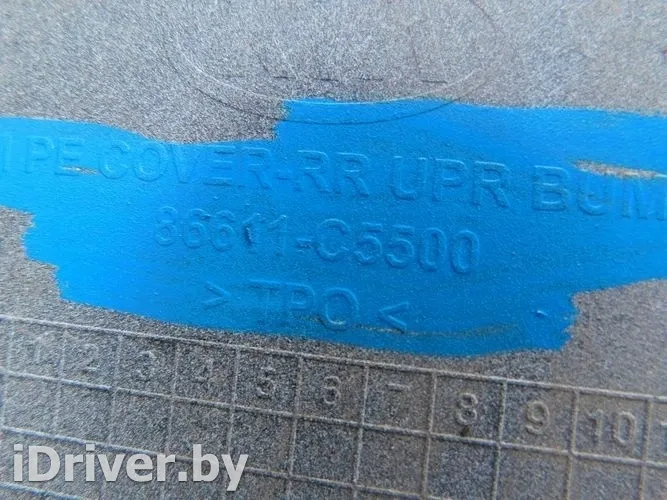 PE COVER-RR UPR BUM
86611-C5500
> TPO <
1 2 3 4 5 6 7 8 9 10
iDriver.by